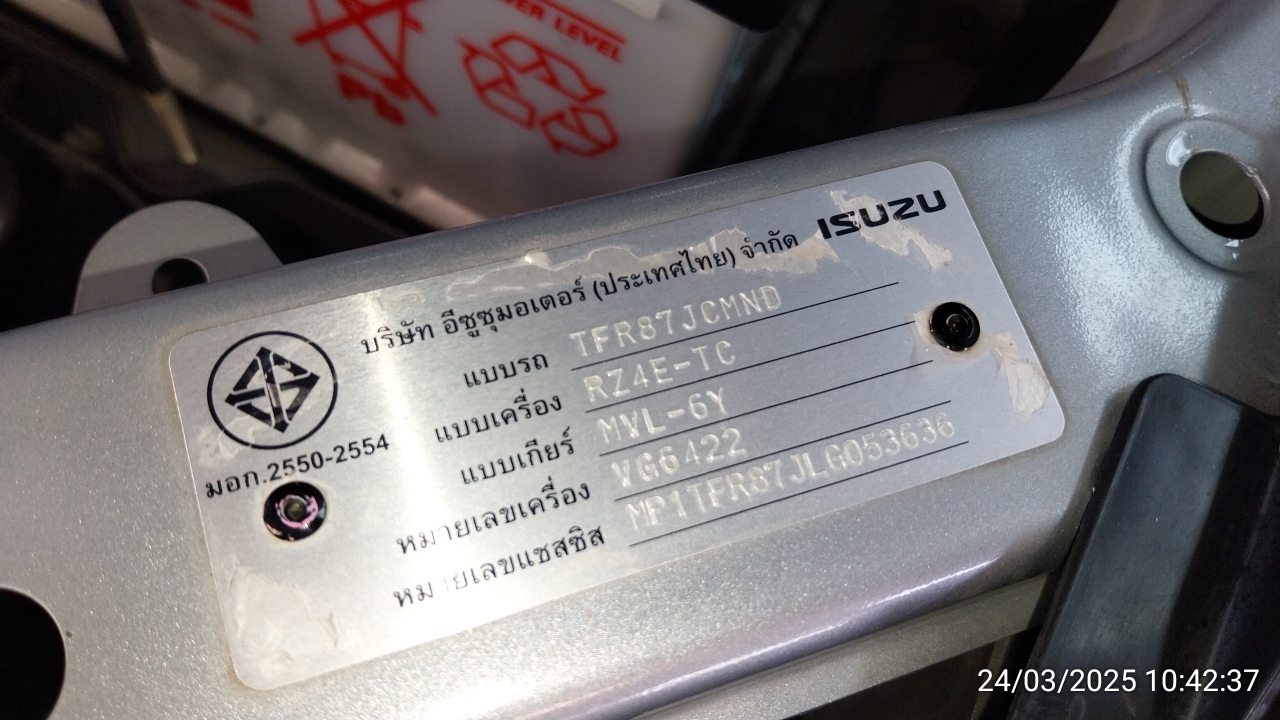 WER LEVEL
ISUZU
บริษัท อีซูซุมอเตอร์ (ประเทศไทย) จำกัด
แบบรถ TFR87JCMND
แบบเครื่อง RZ4E-TC
แบบเกียร์ MVL-6Y
หมายเลขเครื่อง VG6422
หมายเลขแชสซิส MP1TFR87JLG053636
มอก.2550-2554
24/03/2025 10:42:37